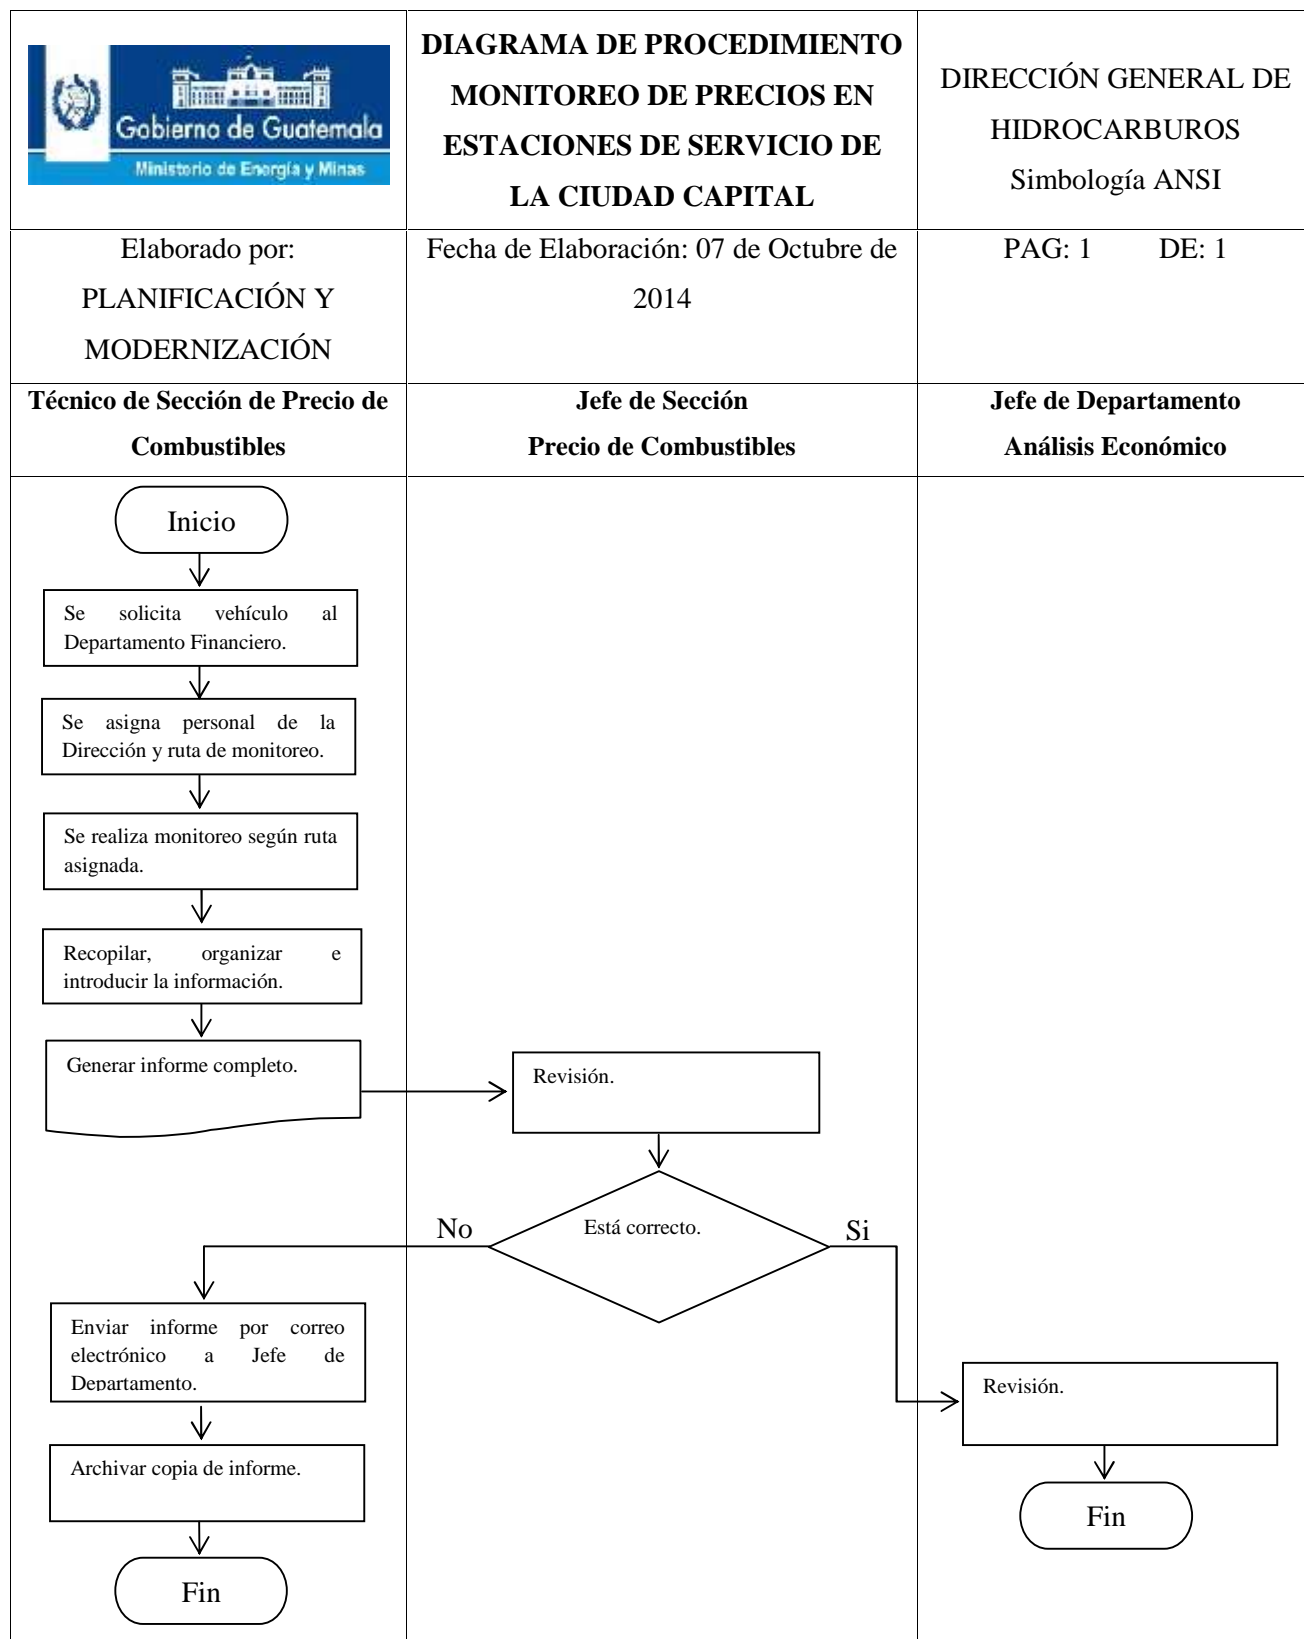 Gobierno de Guatemala
Ministerio de Energía y Minas
DIAGRAMA DE PROCEDIMIENTO
MONITOREO DE PRECIOS EN
ESTACIONES DE SERVICIO DE
LA CIUDAD CAPITAL
DIRECCIÓN GENERAL DE
HIDROCARBUROS
Simbología ANSI
Elaborado por:
PLANIFICACIÓN Y
MODERNIZACIÓN
Fecha de Elaboración: 07 de Octubre de
2014
PAG: 1 DE: 1
Técnico de Sección de Precio de
Combustibles
Jefe de Sección
Precio de Combustibles
Jefe de Departamento
Análisis Económico
Inicio
Se solicita vehículo al
Departamento Financiero.
Se asigna personal de la
Dirección y ruta de monitoreo.
Se realiza monitoreo según ruta
asignada.
Recopilar, organizar e
introducir la información.
Generar informe completo.
Revisión.
Está correcto.
No
Si
Enviar informe por correo
electrónico a Jefe de
Departamento.
Archivar copia de informe.
Fin
Revisión.
Fin